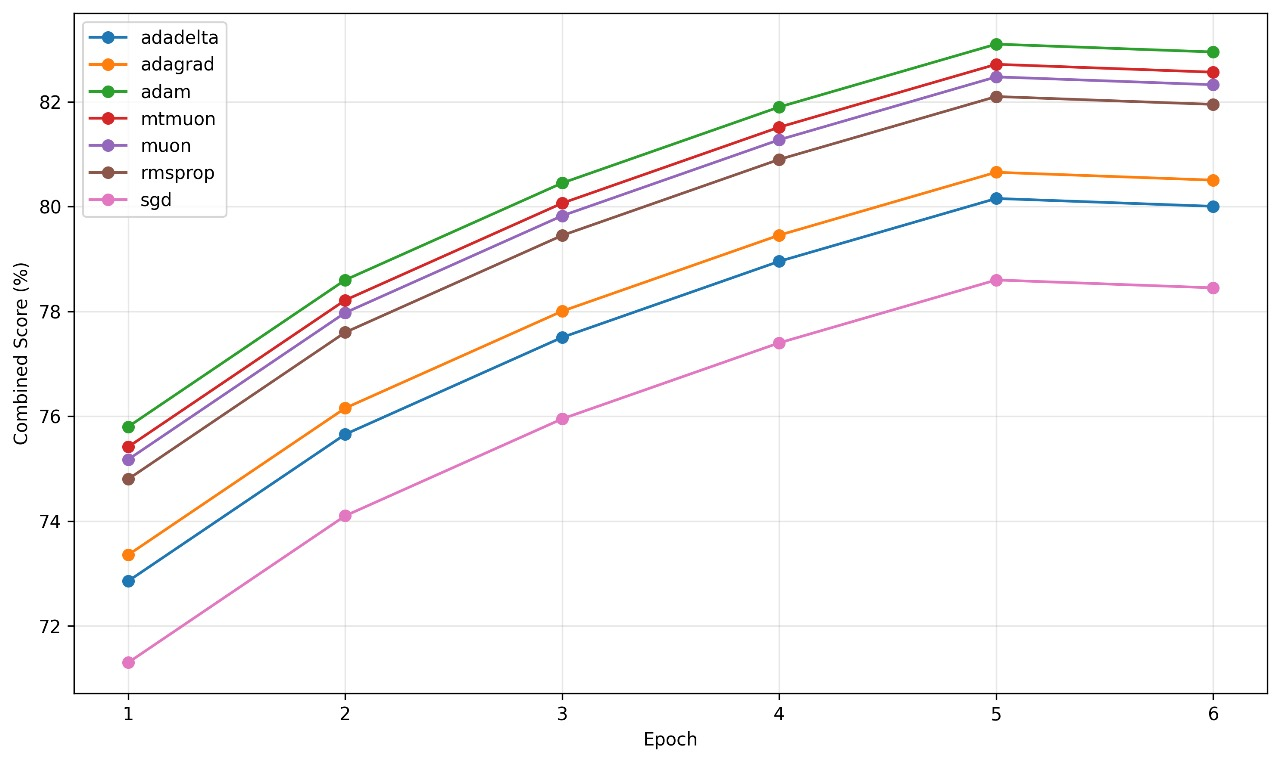 adadelta
adagrad
adam
mtmuon
muon
rmsprop
sgd
82
80
78
76
74
72
Combined Score (%)
1 2 3 4 5 6
Epoch